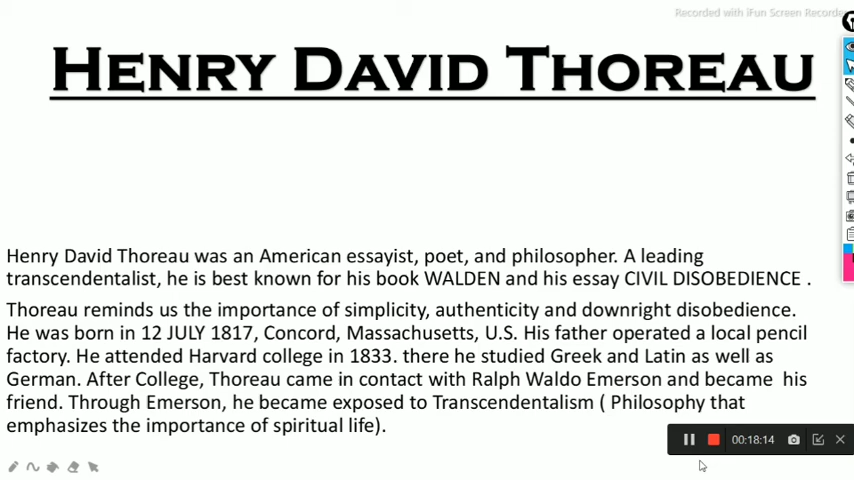 Recorded with iFun Screen Recorder
HENRY DAVID THOREAU
Henry David Thoreau was an American essayist, poet, and philosopher. A leading
transcendentalist, he is best known for his book WALDEN and his essay CIVIL DISOBEDIENCE .
Thoreau reminds us the importance of simplicity, authenticity and downright disobedience.
He was born in 12 JULY 1817, Concord, Massachusetts, U.S. His father operated a local pencil
factory. He attended Harvard college in 1833. there he studied Greek and Latin as well as
German. After College, Thoreau came in contact with Ralph Waldo Emerson and became his
friend. Through Emerson, he became exposed to Transcendentalism ( Philosophy that
emphasizes the importance of spiritual life).
00:18:14